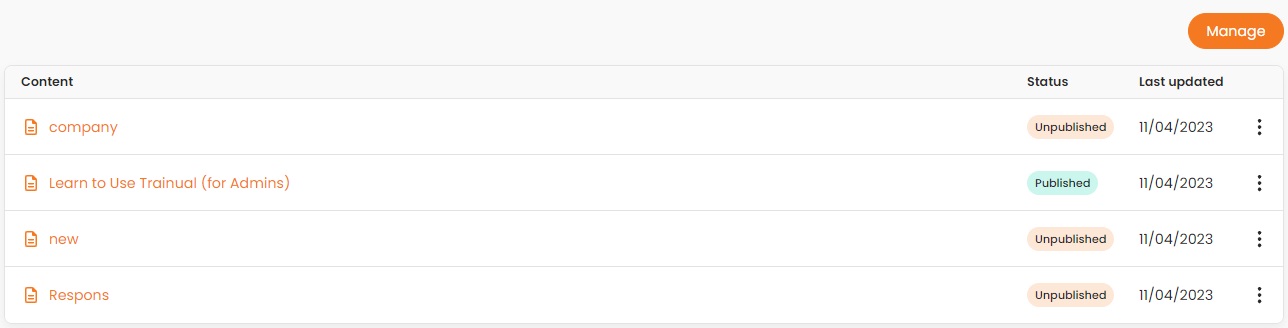 Manage
Content Status Last updated
company Unpublished 11/04/2023
Learn to Use Trainual (for Admins) Published 11/04/2023
new Unpublished 11/04/2023
Respons Unpublished 11/04/2023